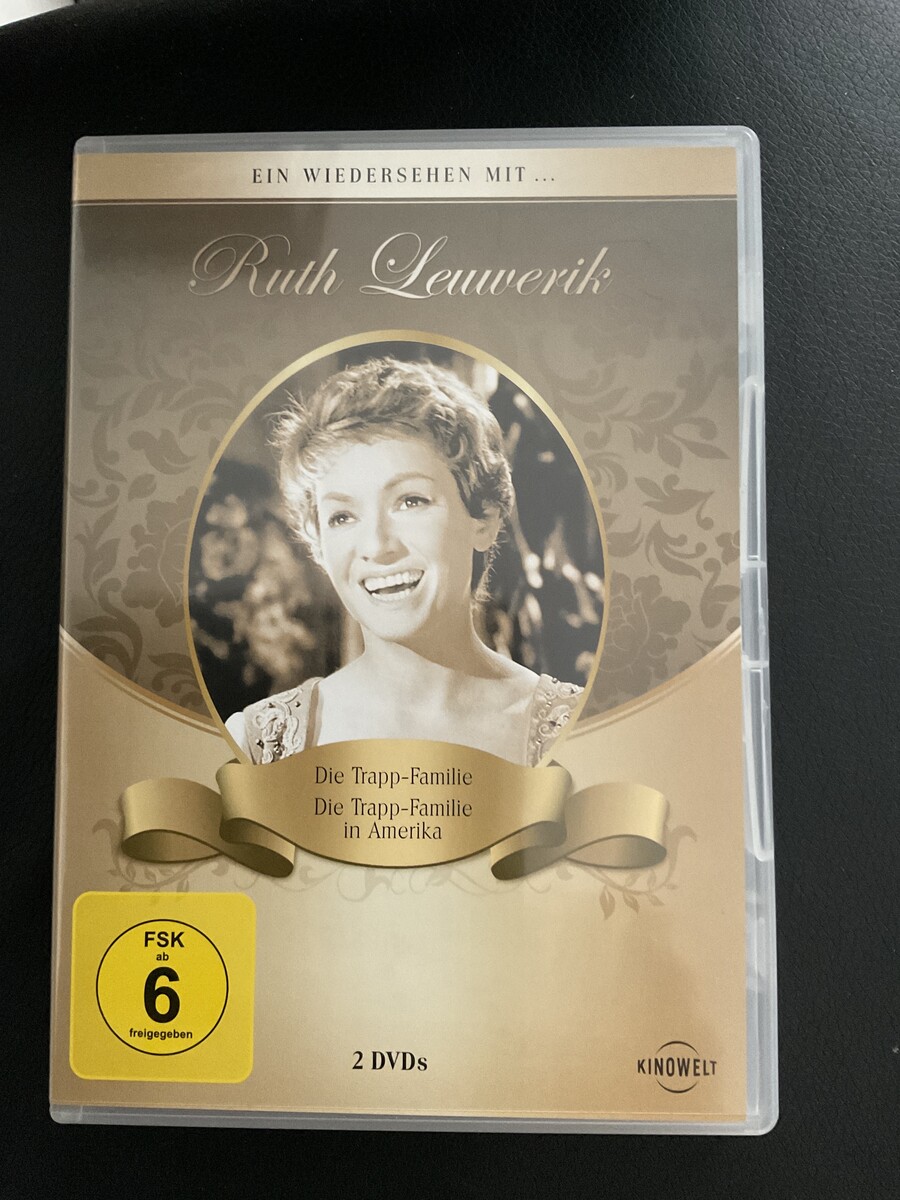 EIN WIEDERSEHEN MIT...
Ruth Leuwerik
Die Trapp-Familie
Die Trapp-Familie
in Amerika
FSK
ab
6
freigegeben
2 DVDs
KINOWELT